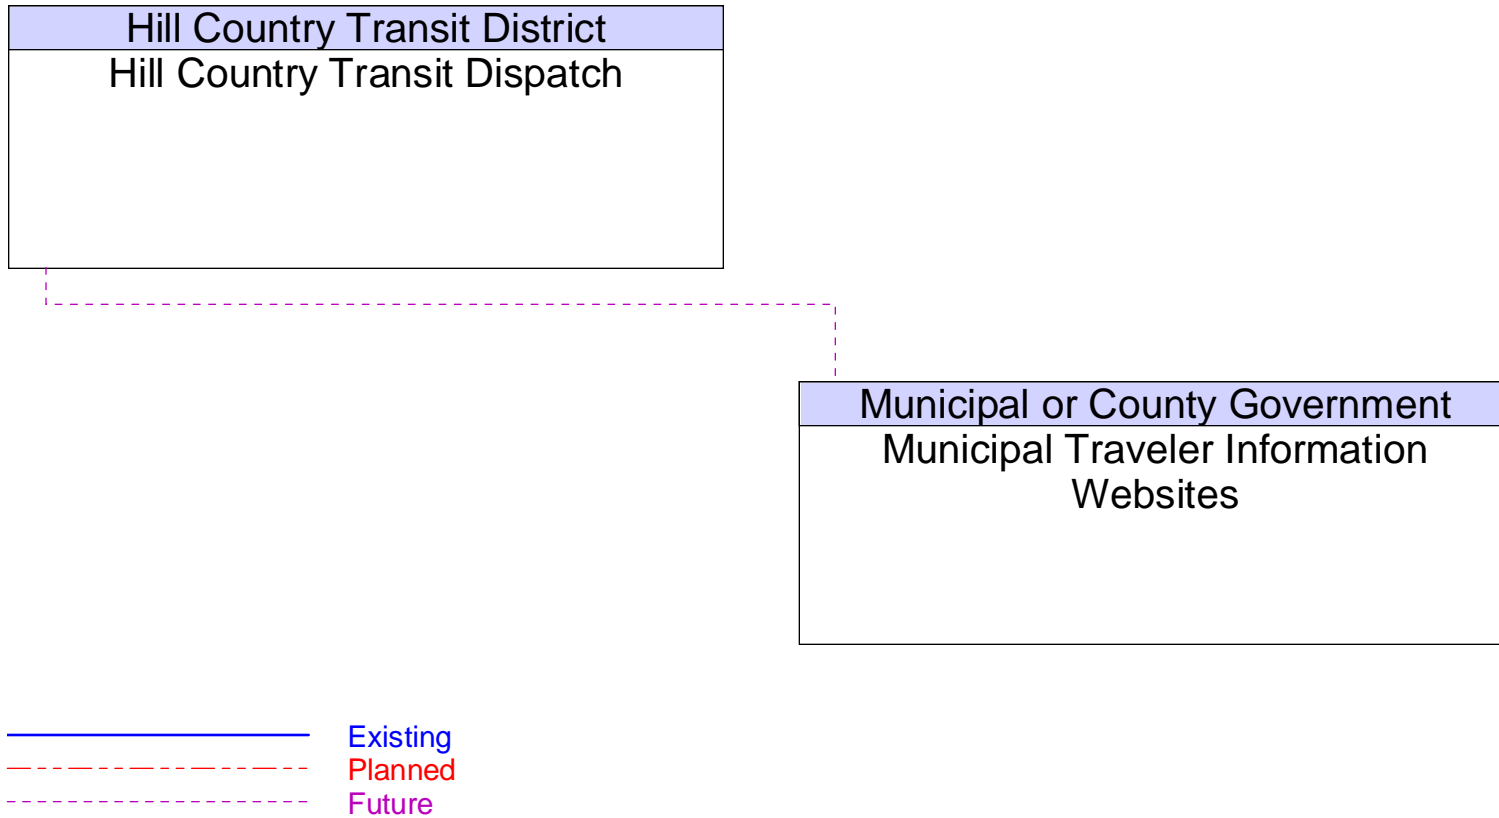 Hill Country Transit District
Hill Country Transit Dispatch
Municipal or County Government
Municipal Traveler Information
Websites
Existing
Planned
Future